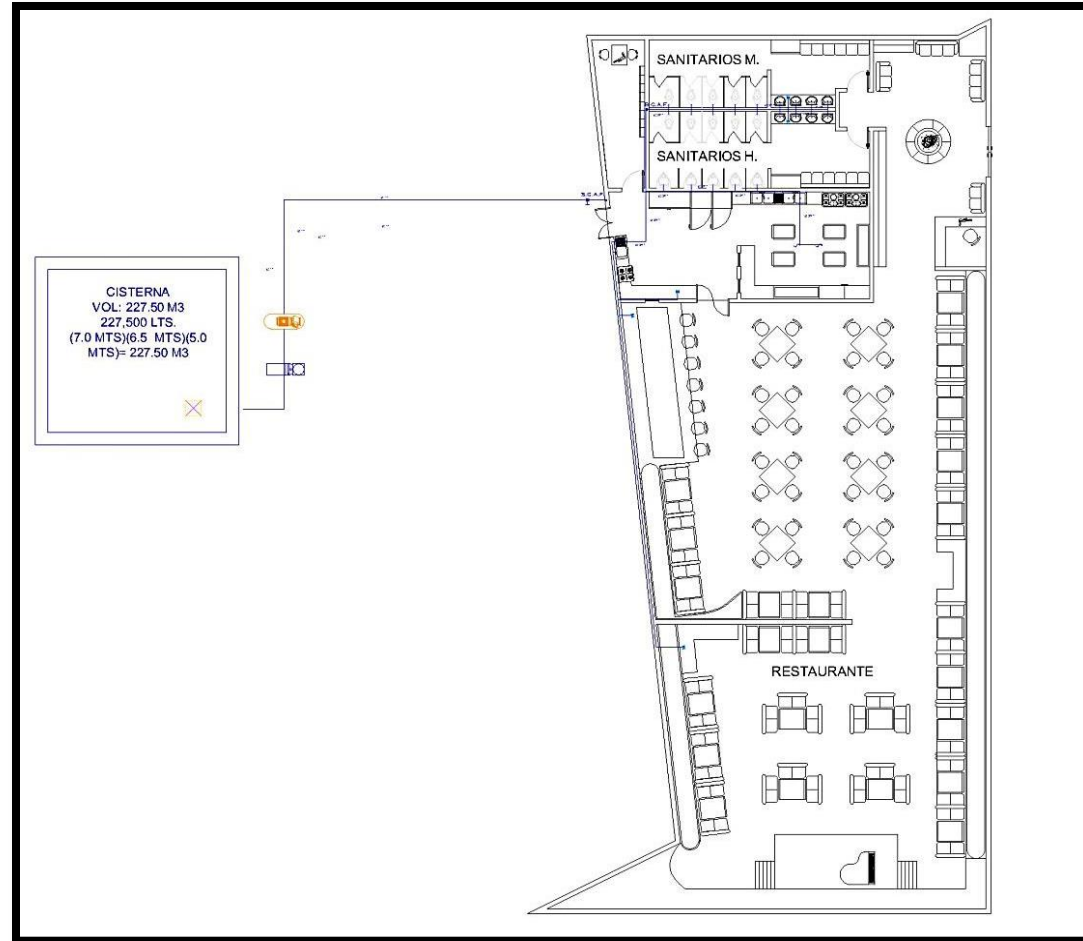 SANITARIOS M.
SANITARIOS H.
S.C.A.F.
CISTERNA
VOL: 227.50 M3
227,500 LTS.
(7.0 MTS)(6.5 MTS)(5.0
MTS)= 227.50 M3
RESTAURANTE